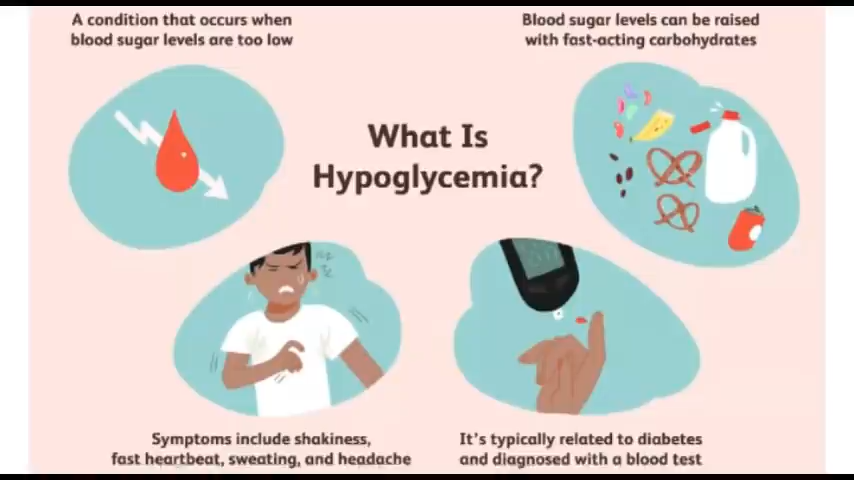 A condition that occurs when
blood sugar levels are too low
Blood sugar levels can be raised
with fast-acting carbohydrates
What Is
Hypoglycemia?
Symptoms include shakiness,
fast heartbeat, sweating, and headache
It's typically related to diabetes
and diagnosed with a blood test